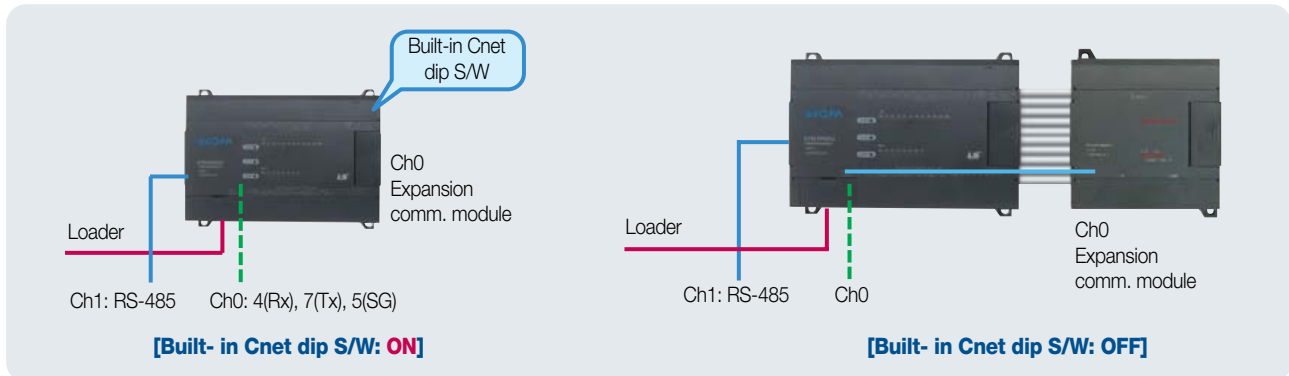 Built-in Cnet
dip S/W
Ch0
Expansion
comm. module
Loader
Ch1: RS-485
Ch0: 4(Rx), 7(Tx), 5(SG)
[Built- in Cnet dip S/W: ON]
LS
Loader
Ch1: RS-485
Ch0
Ch0
Expansion
comm. module
[Built-in Cnet dip S/W: OFF]
LS